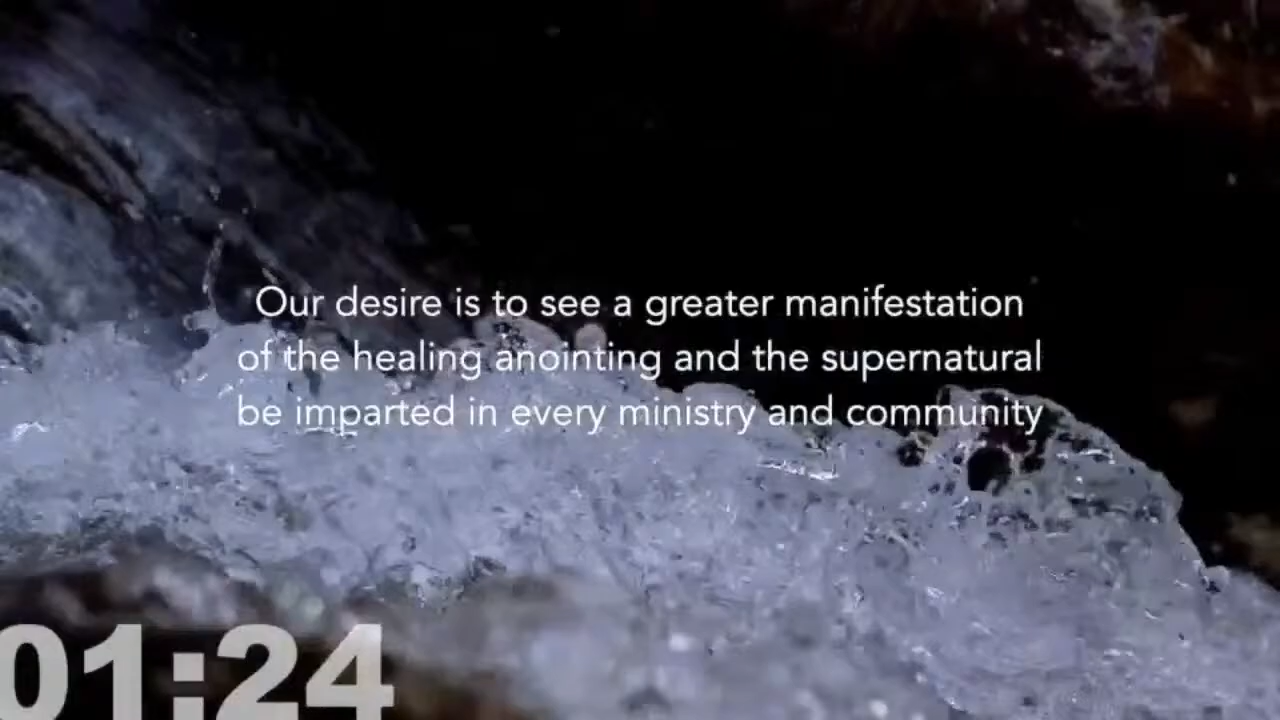 Our desire is to see a greater manifestation
of the healing anointing and the supernatural
be imparted in every ministry and community
01:24